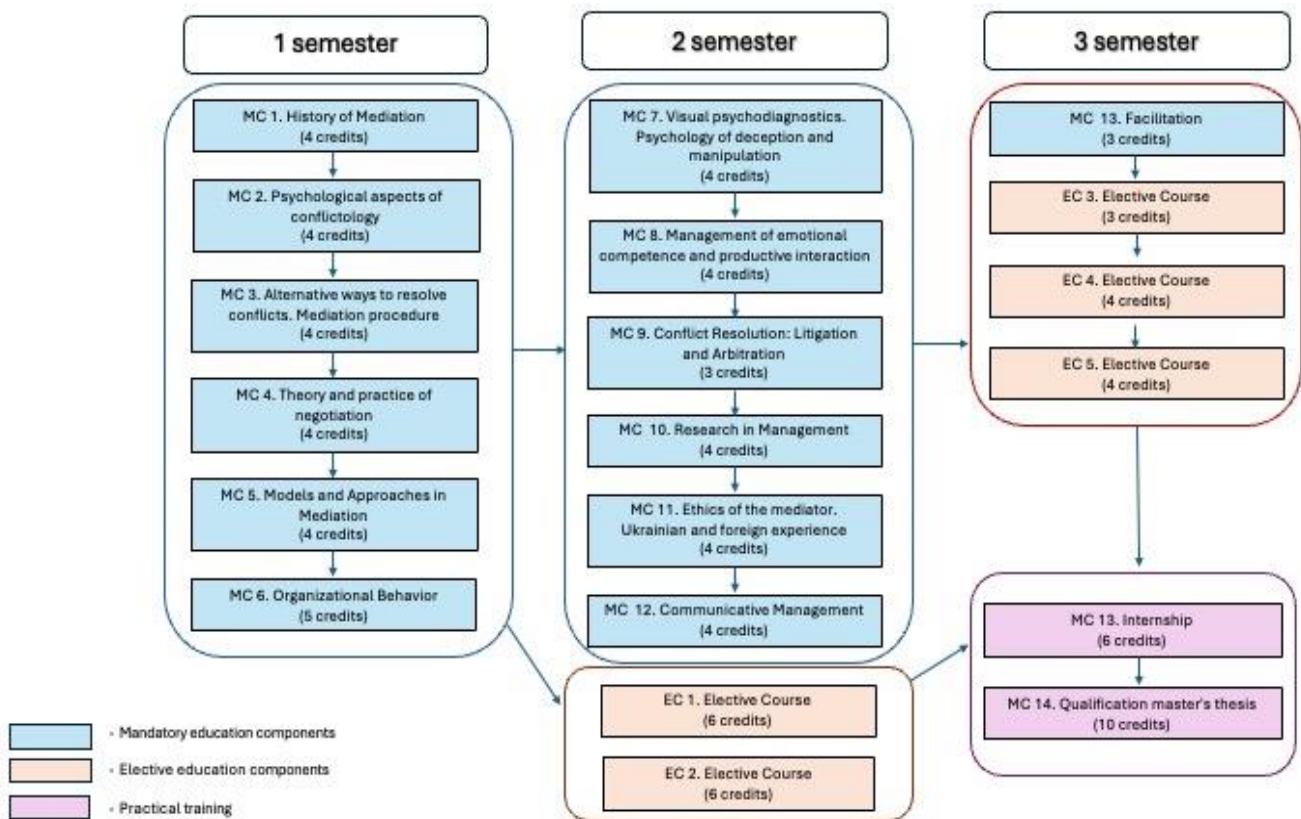 1 semester
MC 1. History of Mediation
(4 credits)
MC 2. Psychological aspects of
conflictology
(4 credits)
MC 3. Alternative ways to resolve
conflicts. Mediation procedure
(4 credits)
MC 4. Theory and practice of
negotiation
(4 credits)
MC 5. Models and Approaches in
Mediation
(4 credits)
MC 6. Organizational Behavior
(5 credits)
2 semester
MC 7. Visual psychodiagnostics.
Psychology of deception and
manipulation
(4 credits)
MC 8. Management of emotional
competence and productive interaction
(4 credits)
MC 9. Conflict Resolution: Litigation
and Arbitration
(3 credits)
MC 10. Research in Management
(4 credits)
MC 11. Ethics of the mediator.
Ukrainian and foreign experience
(4 credits)
MC 12. Communicative Management
(4 credits)
EC 1. Elective Course
(6 credits)
EC 2. Elective Course
(6 credits)
3 semester
MC 13. Facilitation
(3 credits)
EC 3. Elective Course
(3 credits)
EC 4. Elective Course
(4 credits)
EC 5. Elective Course
(4 credits)
MC 13. Internship
(6 credits)
MC 14. Qualification master's thesis
(10 credits)
- Mandatory education components
- Elective education components
- Practical training